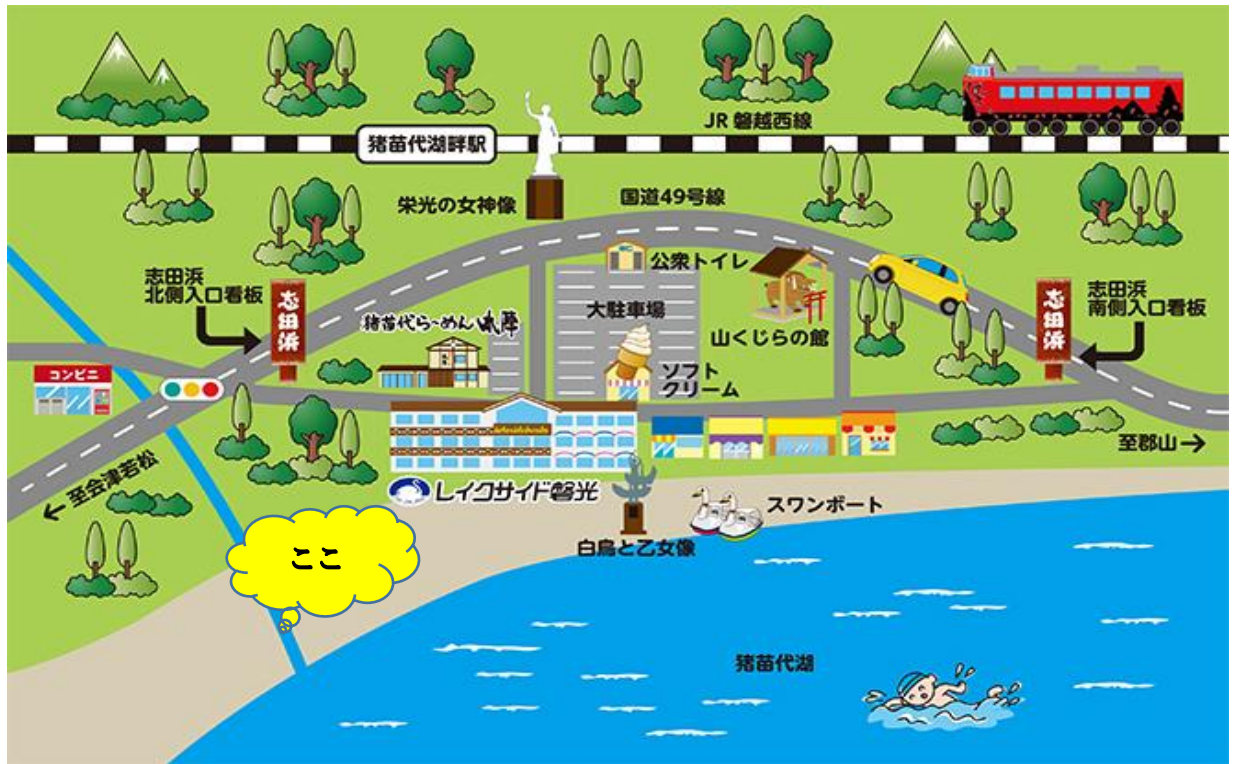 JR 磐越西線
猪苗代湖畔駅
栄光の女神像
国道49号線
公衆トイレ
志田浜
北側入口看板
志田浜
猪苗代らーめん
大駐車場
山くじらの館
志田浜
志田浜
南側入口看板
コンビニ
ソフト
クリーム
至郡山→
←至会津若松
レイクサイド磐光
スワンボート
白鳥と乙女像
ここ
猪苗代湖